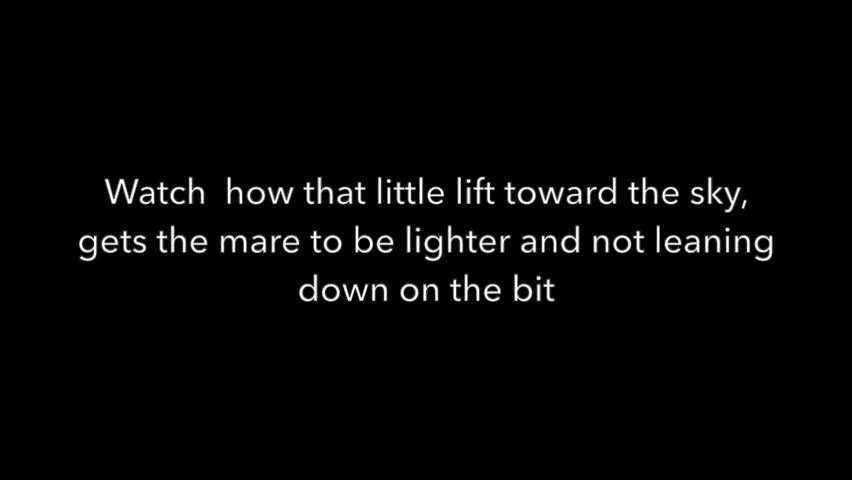 Watch  how that little lift toward the sky,
gets the mare to be lighter and not leaning
down on the bit